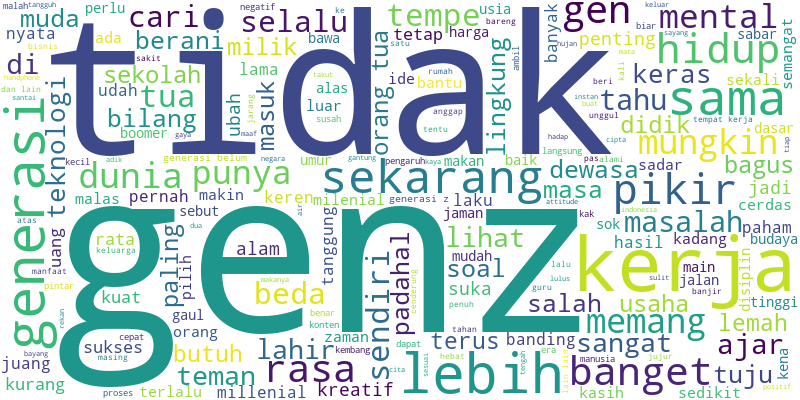 malah tangguh perlu cari selalu negatif ke bareng usia tempe gen keluar mental
muda bisnis ada berani milik bawa satu tetap harga banyak penting biar sayang sabar semangat
nyata di handphone sakit sekolah lama takut rumah ide ambil lingkung hujan mata hidup
dan lain santai teknologi udah tua ubah masuk alas luar orang tua bantu beri kali keras sekali
generasi bilang boomer gaya jarang maaf susah anggap tentu tahu sama instan buat unggul tempat kerja
tidak
kecil adik generasi belum negara umur gantung pengaruh kaya makan baik hadap langsung cipta didik mungkin dasar tiap
dunia punya sekarang pas alami dewasa sadar bagus
malas pernah makin keren milenial generasi z jaman laku masa attitude kak pikir indonesia jadi cerdas
atas uang sebut dua air tanggung lihat sok masalah paham
rata keluarga paling pilih alam padahal mudah soal lalu lulus hasil kadang budaya
manfaat pintar kuat beda makanya sendiri cenderung suka guru kerja main jalan sulit banjir disiplin tinggi
genz
rekan gaul orang benar konten zaman penuh tahan salah usaha lemah
bayang sukses cepat butuh lahir kembang terus banding memang
juang masing teman rasa dapat hebat era sangat manusia jujur ajar kena
kurang proses terlalu millenial kreatif cita sesuai lebih tengah lain lain banget kasih tuju sedikit positif